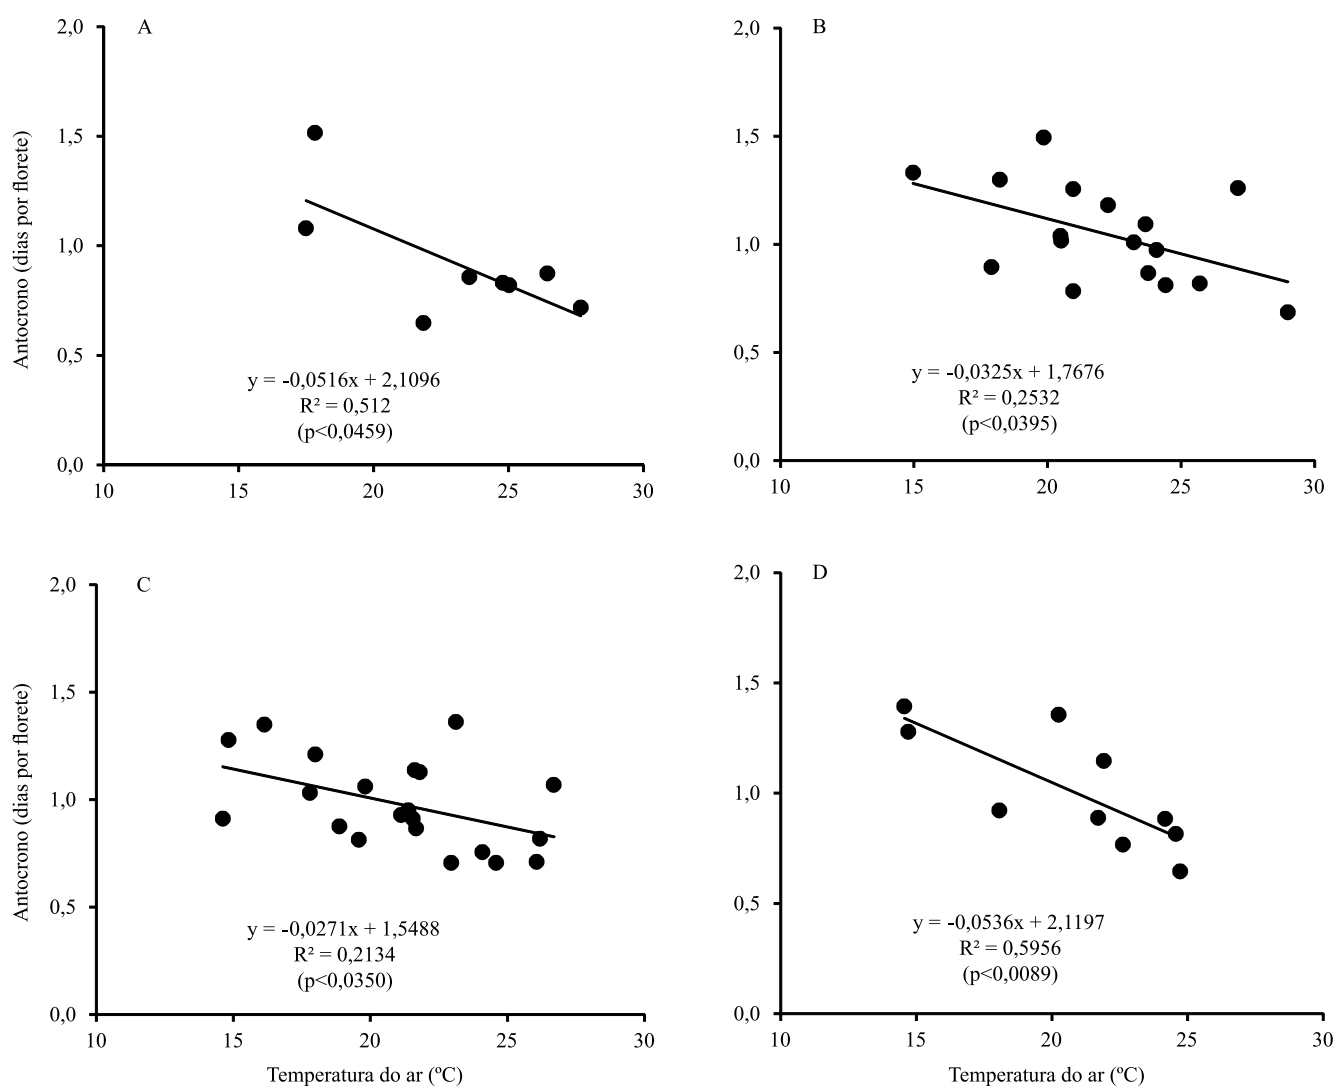 A
Antocrono (dias por florete)
2,0
1,5
1,0
0,5
0,0
10
15
20
25
30
y = -0,0516x + 2,1096
R² = 0,512
(p<0,0459)
B
2,0
1,5
1,0
0,5
0,0
10
15
20
25
30
y = -0,0325x + 1,7676
R² = 0,2532
(p<0,0395)
C
Antocrono (dias por florete)
2,0
1,5
1,0
0,5
0,0
10
15
20
25
30
y = -0,0271x + 1,5488
R² = 0,2134
(p<0,0350)
Temperatura do ar (ºC)
D
2,0
1,5
1,0
0,5
0,0
10
15
20
25
30
y = -0,0536x + 2,1197
R² = 0,5956
(p<0,0089)
Temperatura do ar (ºC)